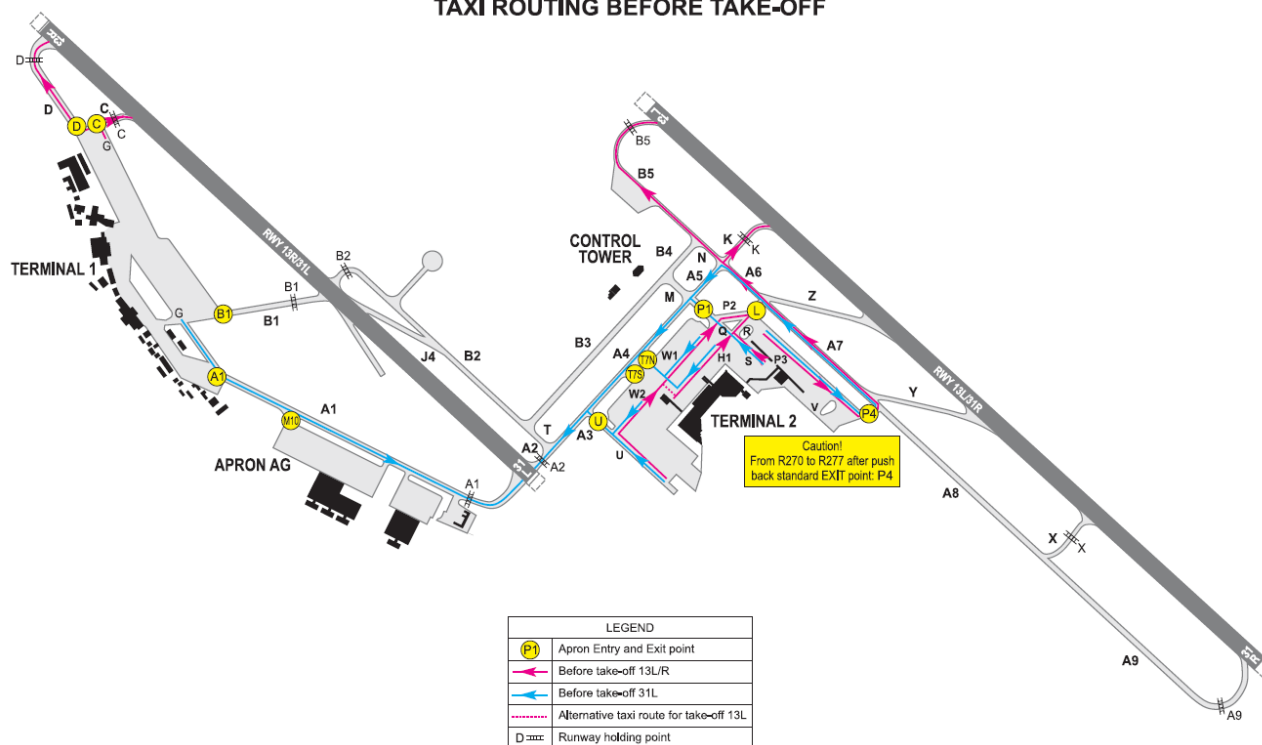 TAXI ROUTING BEFORE TAKE-OFF
13R
D
D
D
C
C
C
G
13L
B5
B5
K
K
CONTROL
TOWER
B4
N
A5
A6
RWY 13R/31L
TERMINAL 1
B2
M
P1
P2
L
Z
G
B1
B1
B1
Q
R
A7
B3
A4
T7N
W1
J4
B2
T7S
H1
S
P3
RWY 13L/31R
A1
W2
Y
V
P4
A1
M10
TERMINAL 2
U
T
A3
APRON AG
A2
A2
31L
U
Caution!
From R270 to R277 after push
back standard EXIT point: P4
A1
A8
X
X
LEGEND
P1 Apron Entry and Exit point
Before take-off 13L/R
Before take-off 31L
Alternative taxi route for take-off 13L
D Runway holding point
A9
31R
A9